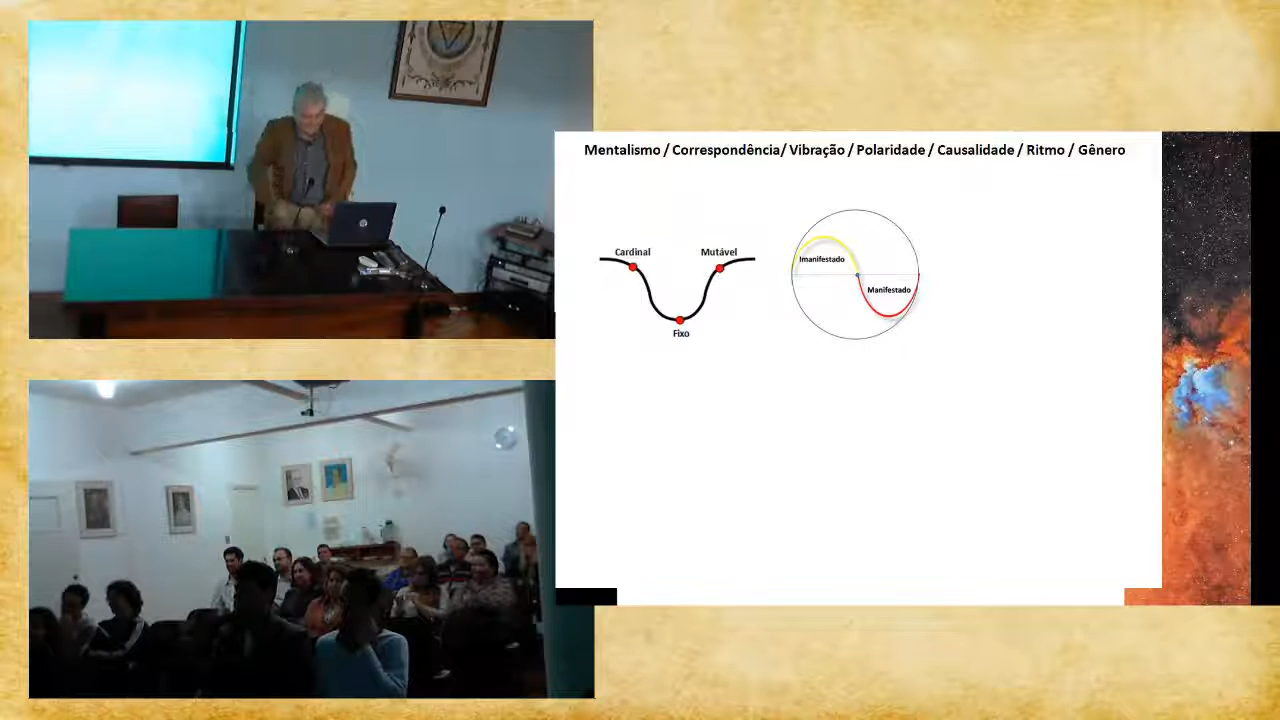 Mentalismo / Correspondência/ Vibração / Polaridade / Causalidade / Ritmo / Gênero
Cardinal
Mutável
Imanifestado
Manifestado
Fixo